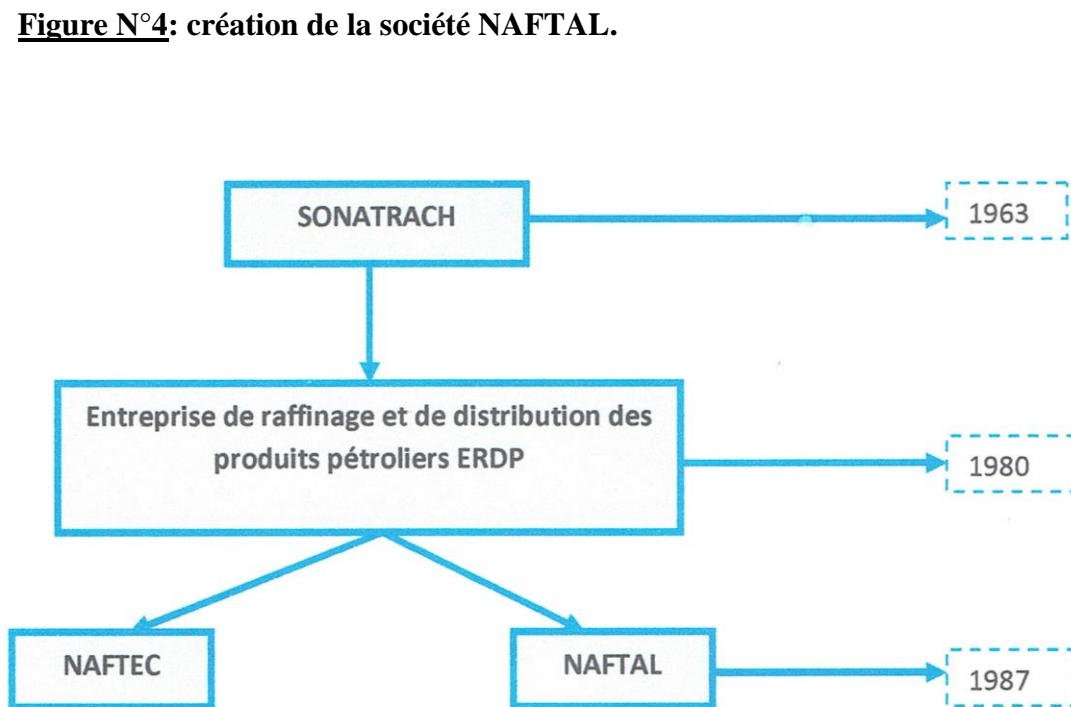 Figure N°4: création de la société NAFTAL.
SONATRACH
1963
Entreprise de raffinage et de distribution des
produits pétroliers ERDP
1980
NAFTEC
NAFTAL
1987